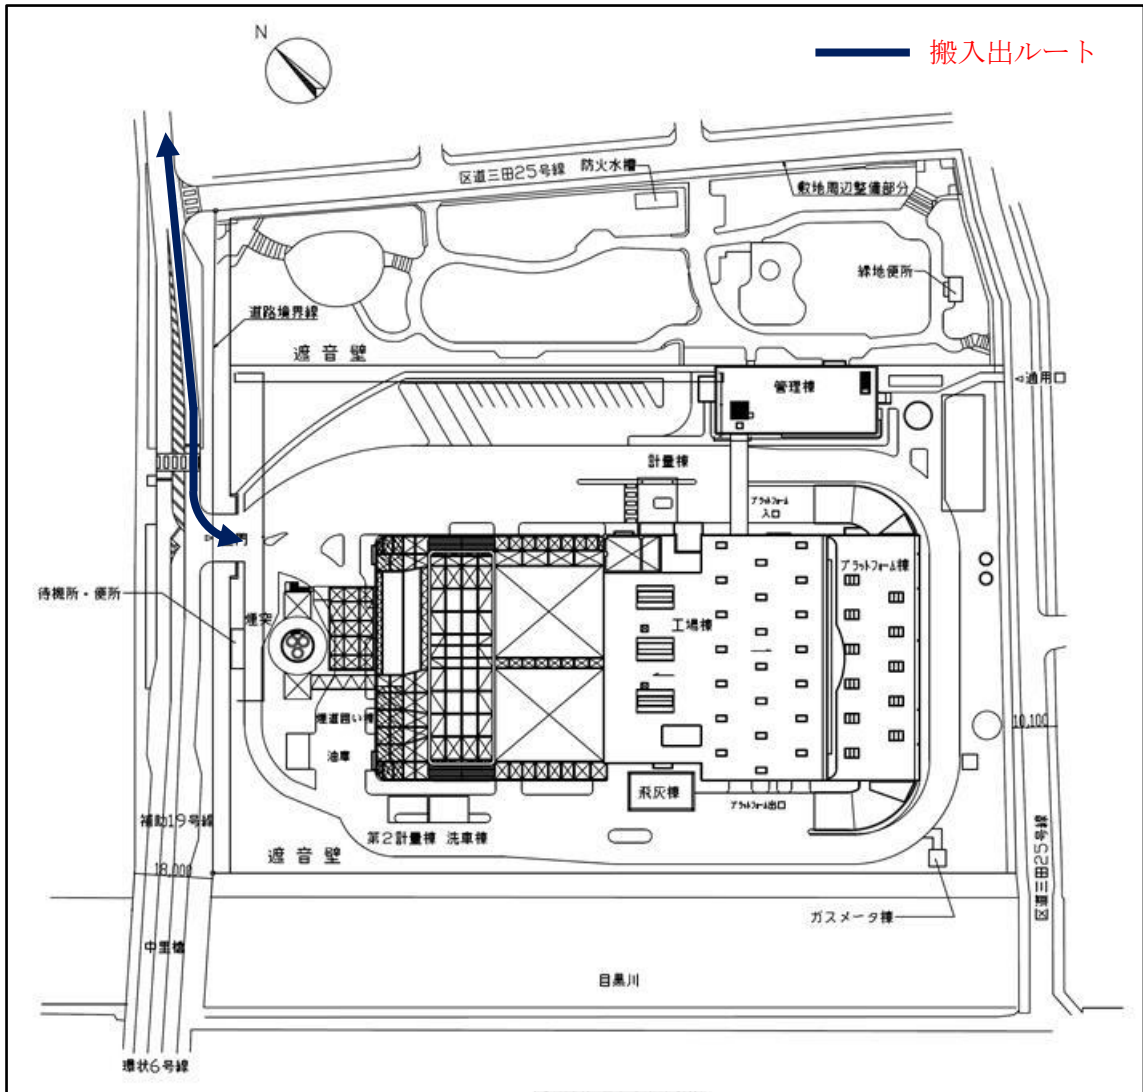 N
搬入出ルート
区道三田25号線
防火水槽
敷地周辺整備部分
緑地便所
道路境界線
遮音壁
管理棟
◁通用口
計量棟
プラットフォーム
入口
プラットフォーム棟
待機所・便所
煙突
工場棟
煙道囲い棟
油庫
10,100
飛灰棟
プラットフォーム出口
補助19号線
第2計量棟
洗車棟
遮音壁
18,000
区道三田25号線
ガスメータ棟
中里橋
目黒川
環状6号線